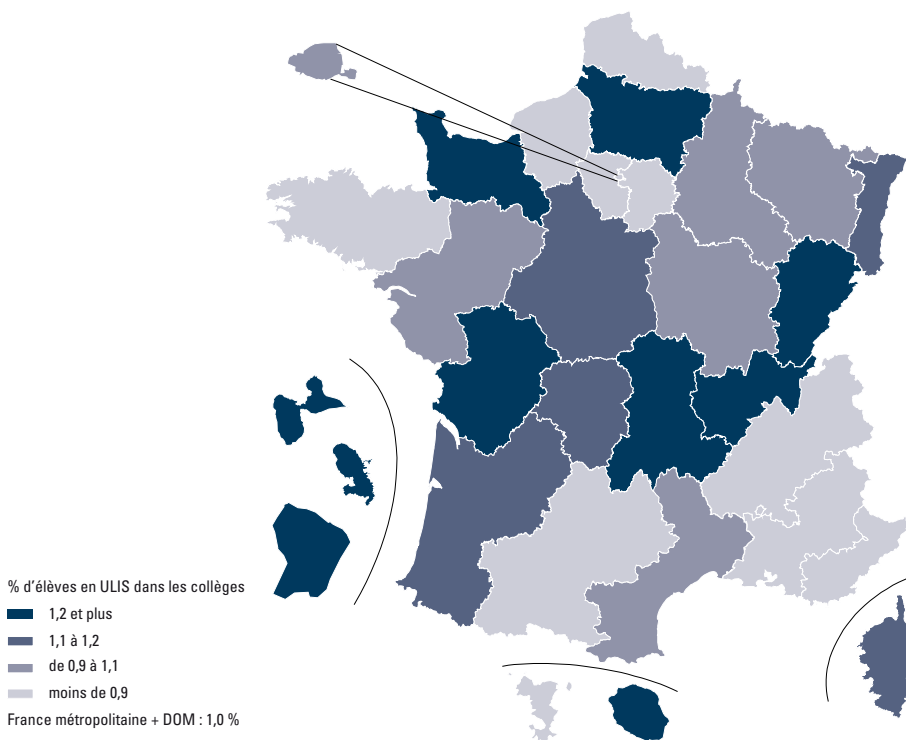 % d'élèves en ULIS dans les collèges
1,2 et plus
1,1 à 1,2
de 0,9 à 1,1
moins de 0,9
France métropolitaine + DOM : 1,0 %